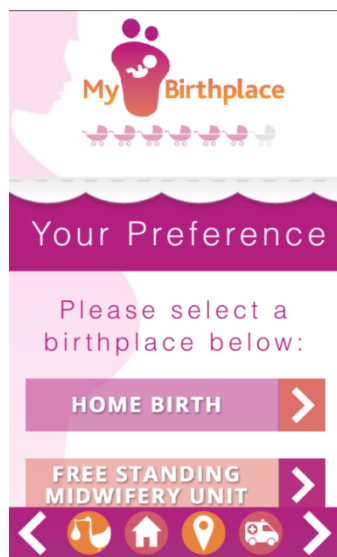 My Birthplace
Your Preference
Please select a
birthplace below:
HOME BIRTH
FREE STANDING
MIDWIFERY UNIT